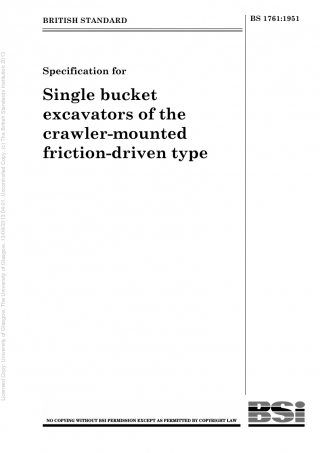 BRITISH STANDARD
BS 1761:1951
Specification for
Single bucket
excavators of the
crawler-mounted
friction-driven type
Licensed Copy: University of Glasgow, The University of Glasgow, 13/09/2013 04:01, Uncontrolled Copy, (c) The British Standards Institution 2013
NO COPYING WITHOUT BSI PERMISSION EXCEPT AS PERMITTED BY COPYRIGHT LAW
BSi